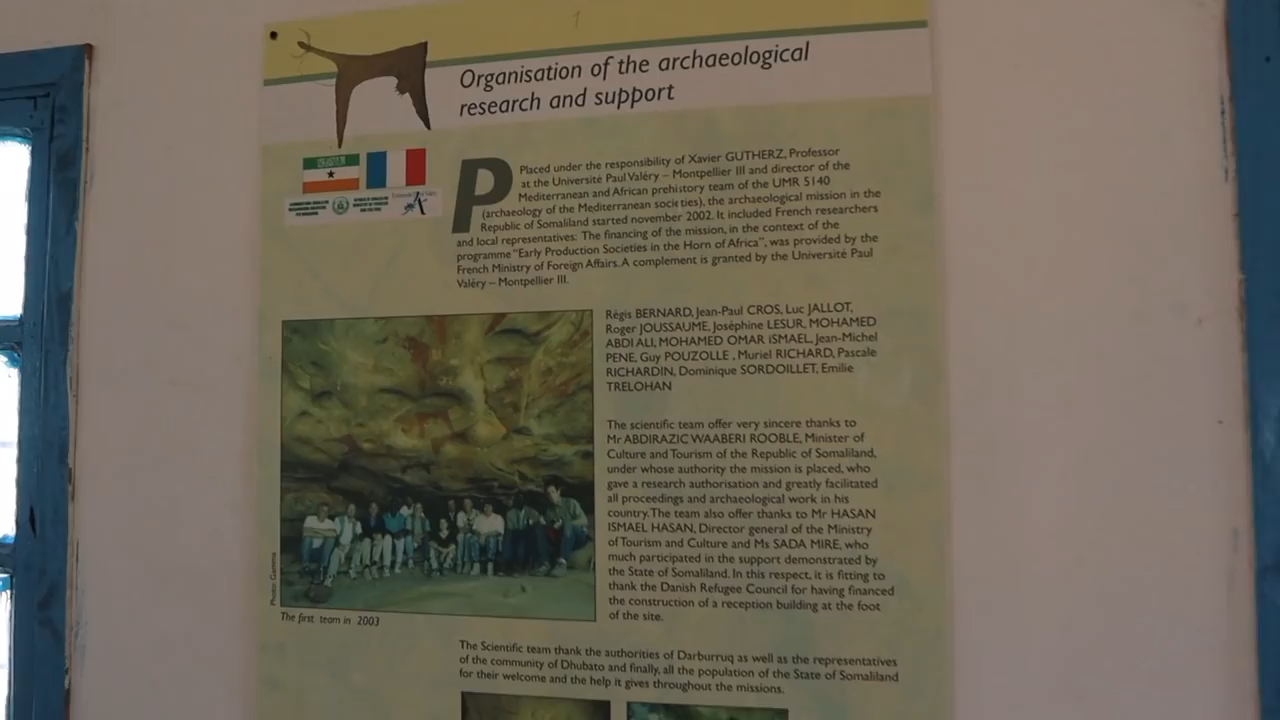 1
Organisation of the archaeological
research and support
Placed under the responsibility of Xavier GUTHERZ, Professor
at the Université Paul Valéry – Montpellier III and director of the
Mediterranean and African prehistory team of the UMR 5140
(archaeology of the Mediterranean societies), the archaeological mission in the
Republic of Somaliland started november 2002. It included French researchers
and local representatives: The financing of the mission, in the context of the
programme "Early Production Societies in the Horn of Africa", was provided by the
French Ministry of Foreign Affairs. A complement is granted by the Université Paul
Valéry – Montpellier III.
Régis BERNARD, Jean-Paul CROS, Luc JALLOT,
Roger JOUSSAUME, Joséphine LESUR, MOHAMED
ABDI ALI, MOHAMED OMAR iSMAEL, Jean-Michel
PENE, Guy POUZOLLE , Muriel RICHARD, Pascale
RICHARDIN, Dominique SORDOILLET, Emilie
TRELOHAN
The scientific team offer very sincere thanks to
Mr ABDIRAZIC WAABERI ROOBLE, Minister of
Culture and Tourism of the Republic of Somaliland,
under whose authority the mission is placed, who
gave a research authorisation and greatly facilitated
all proceedings and archaeological work in his
country. The team also offer thanks to Mr HASAN
ISMAEL HASAN, Director general of the Ministry
of Tourism and Culture and Ms SADA MIRE, who
much participated in the support demonstrated by
the State of Somaliland. In this respect, it is fitting to
thank the Danish Refugee Council for having financed
the construction of a reception building at the foot
of the site.
Photo: Gamma
The first team in 2003
The Scientific team thank the authorities of Darburruq as well as the representatives
of the community of Dhubato and finally, all the population of the State of Somaliland
for their welcome and the help it gives throughout the missions.